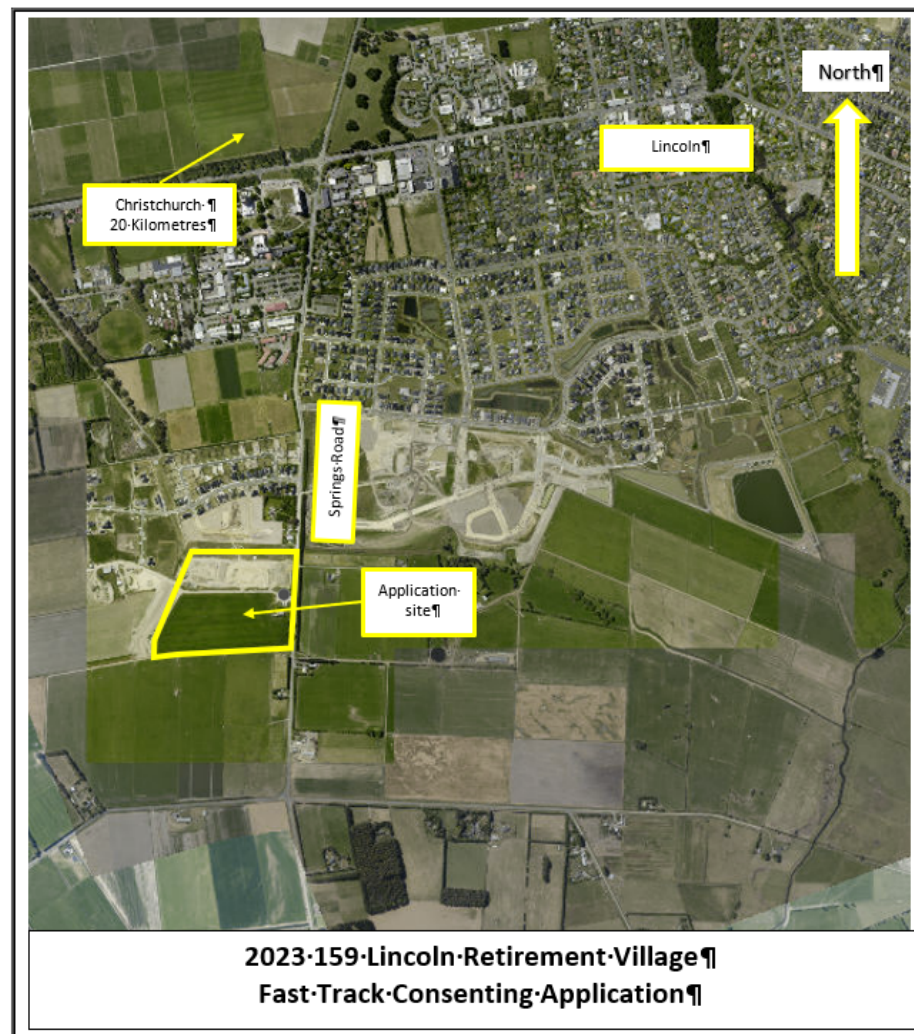 North¶
Lincoln¶
Christchurch·¶
20·Kilometres¶
Springs·Road¶
Application·
site¶
2023·159·Lincoln·Retirement·Village¶
Fast·Track·Consenting·Application¶